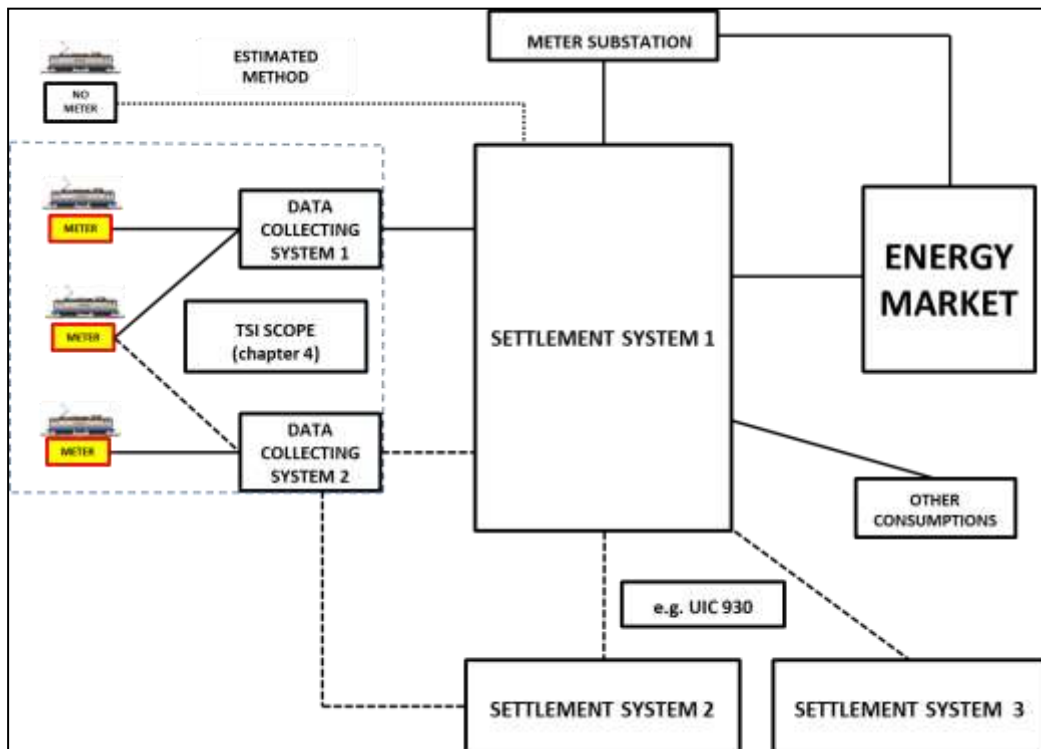 METER SUBSTATION
ESTIMATED
METHOD
NO
METER
METER
DATA
COLLECTING
SYSTEM 1
ENERGY
MARKET
METER
TSI SCOPE
(chapter 4)
SETTLEMENT SYSTEM 1
METER
DATA
COLLECTING
SYSTEM 2
OTHER
CONSUMPTIONS
e.g. UIC 930
SETTLEMENT SYSTEM 2
SETTLEMENT SYSTEM 3